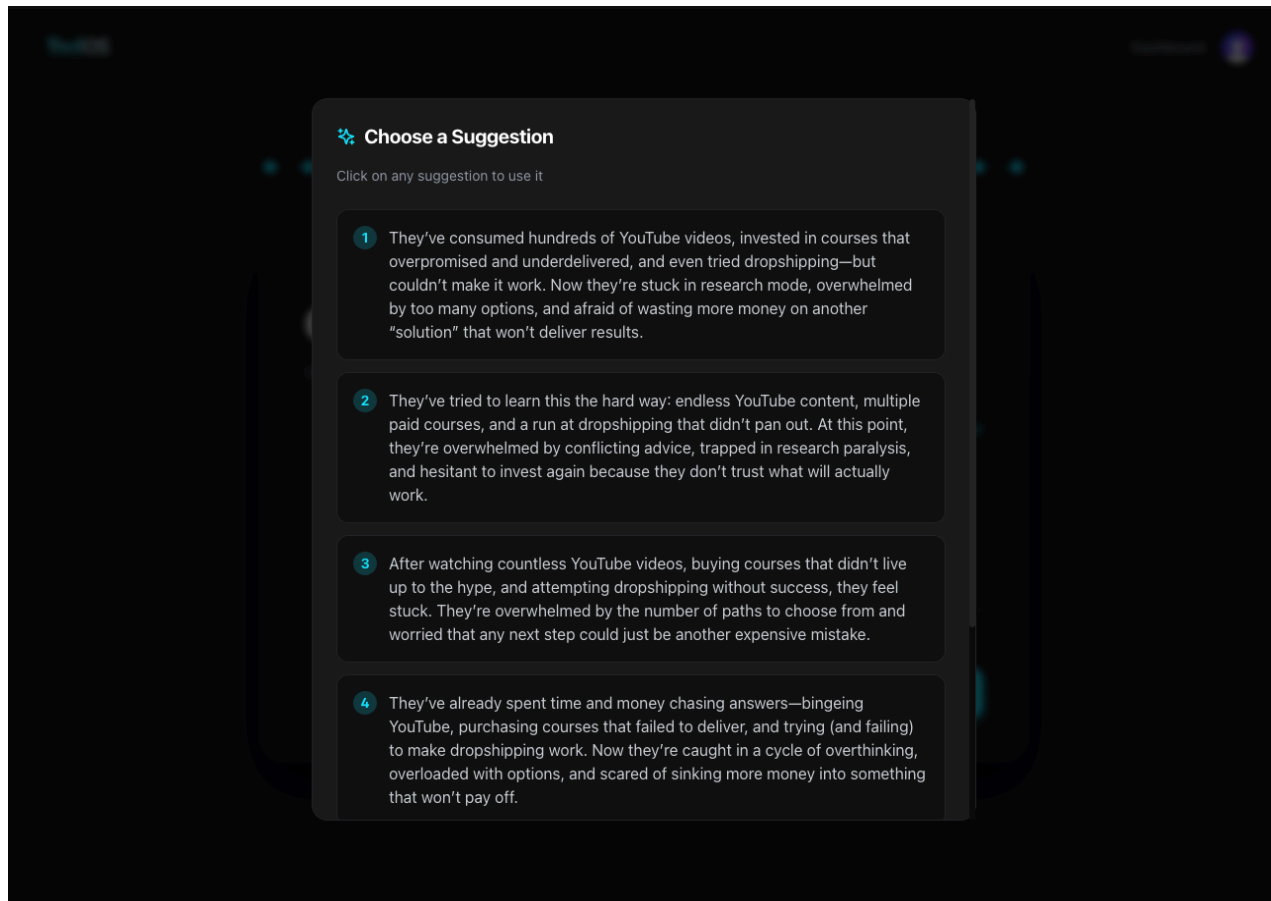 Choose a Suggestion
Click on any suggestion to use it
1
They’ve consumed hundreds of YouTube videos, invested in courses that
overpromised and underdelivered, and even tried dropshipping—but
couldn’t make it work. Now they’re stuck in research mode, overwhelmed
by too many options, and afraid of wasting more money on another
“solution” that won’t deliver results.
2
They’ve tried to learn this the hard way: endless YouTube content, multiple
paid courses, and a run at dropshipping that didn’t pan out. At this point,
they’re overwhelmed by conflicting advice, trapped in research paralysis,
and hesitant to invest again because they don’t trust what will actually
work.
3
After watching countless YouTube videos, buying courses that didn’t live
up to the hype, and attempting dropshipping without success, they feel
stuck. They’re overwhelmed by the number of paths to choose from and
worried that any next step could just be another expensive mistake.
4
They’ve already spent time and money chasing answers—bingeing
YouTube, purchasing courses that failed to deliver, and trying (and failing)
to make dropshipping work. Now they’re caught in a cycle of overthinking,
overloaded with options, and scared of sinking more money into something
that won’t pay off.